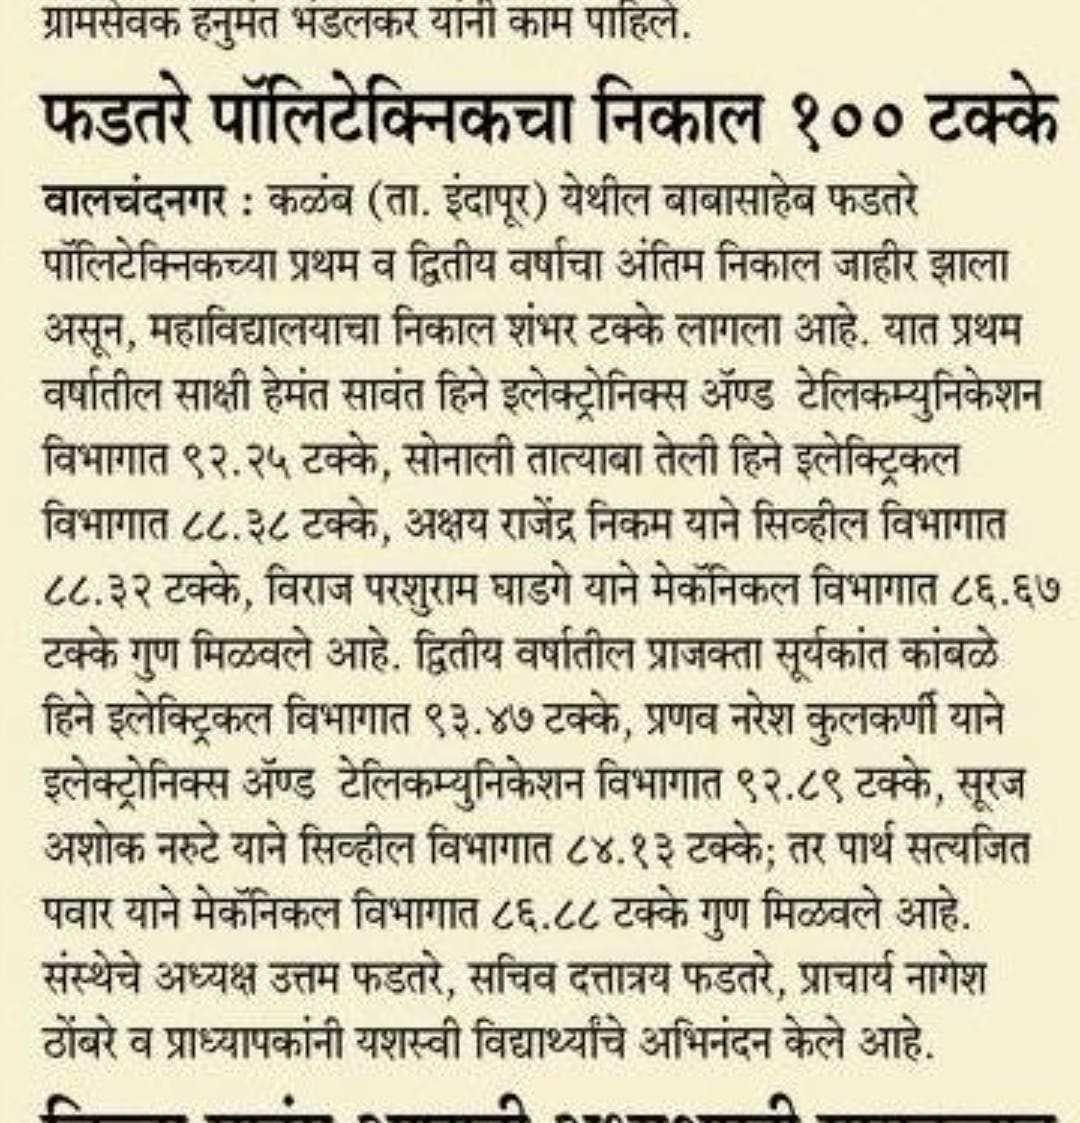 ग्रामसेवक हनुमंत भंडलकर यांनी काम पाहिले.
फडतरे पॉलिटेक्निकचा निकाल १०० टक्के
वालचंदनगर : कळंब (ता. इंदापूर) येथील बाबासाहेब फडतरे
पॉलिटेक्निकच्या प्रथम व द्वितीय वर्षाचा अंतिम निकाल जाहीर झाला
असून, महाविद्यालयाचा निकाल शंभर टक्के लागला आहे. यात प्रथम
वर्षातील साक्षी हेमंत सावंत हिने इलेक्ट्रोनिक्स ॲण्ड टेलिकम्युनिकेशन
विभागात ९२.२५ टक्के, सोनाली तात्याबा तेली हिने इलेक्ट्रिकल
विभागात ८८.३८ टक्के, अक्षय राजेंद्र निकम याने सिव्हील विभागात
८८.३२ टक्के, विराज परशुराम घाडगे याने मेकॅनिकल विभागात ८६.६७
टक्के गुण मिळवले आहे. द्वितीय वर्षातील प्राजक्ता सूर्यकांत कांबळे
हिने इलेक्ट्रिकल विभागात ९३.४७ टक्के, प्रणव नरेश कुलकर्णी याने
इलेक्ट्रोनिक्स ॲण्ड टेलिकम्युनिकेशन विभागात ९२.८९ टक्के, सूरज
अशोक नरुटे याने सिव्हील विभागात ८४.१३ टक्के; तर पार्थ सत्यजित
पवार याने मेकॅनिकल विभागात ८६.८८ टक्के गुण मिळवले आहे.
संस्थेचे अध्यक्ष उत्तम फडतरे, सचिव दत्तात्रय फडतरे, प्राचार्य नागेश
ठोंबरे व प्राध्यापकांनी यशस्वी विद्यार्थ्यांचे अभिनंदन केले आहे.